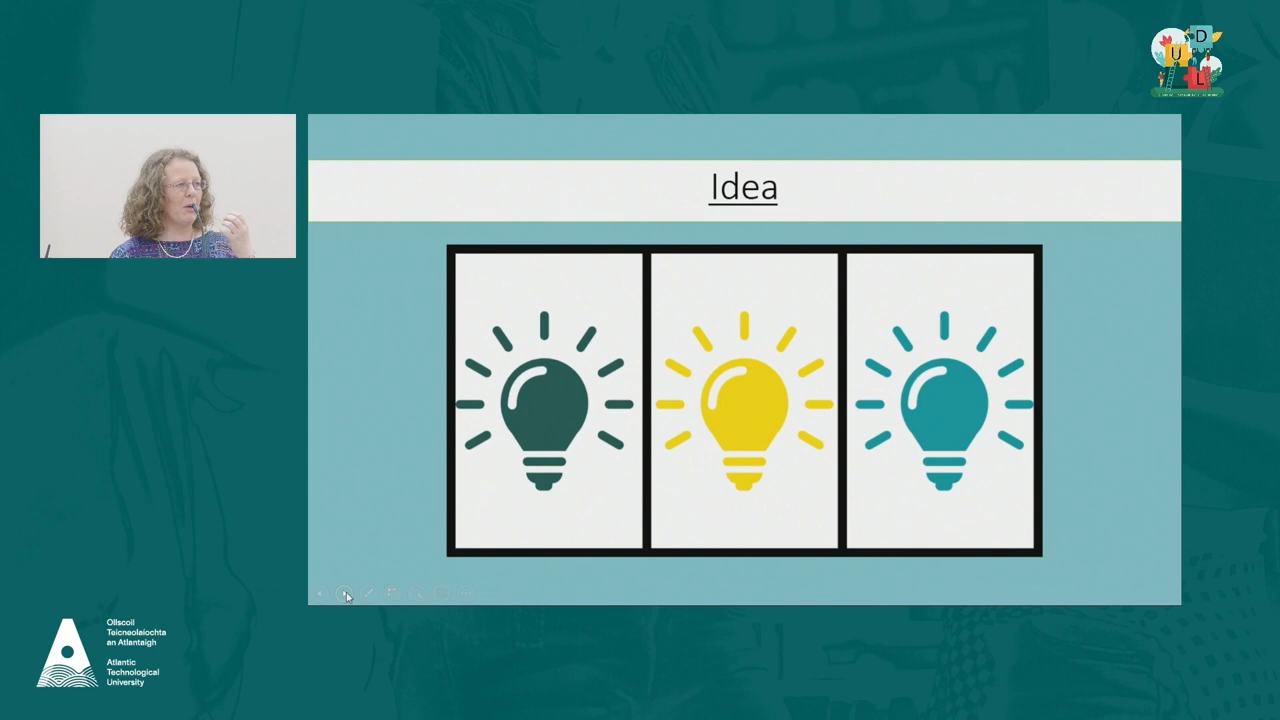 U
D
L
Idea
Ollscoil
Teicneolaíochta
an Atlantaigh
Atlantic
Technological
University